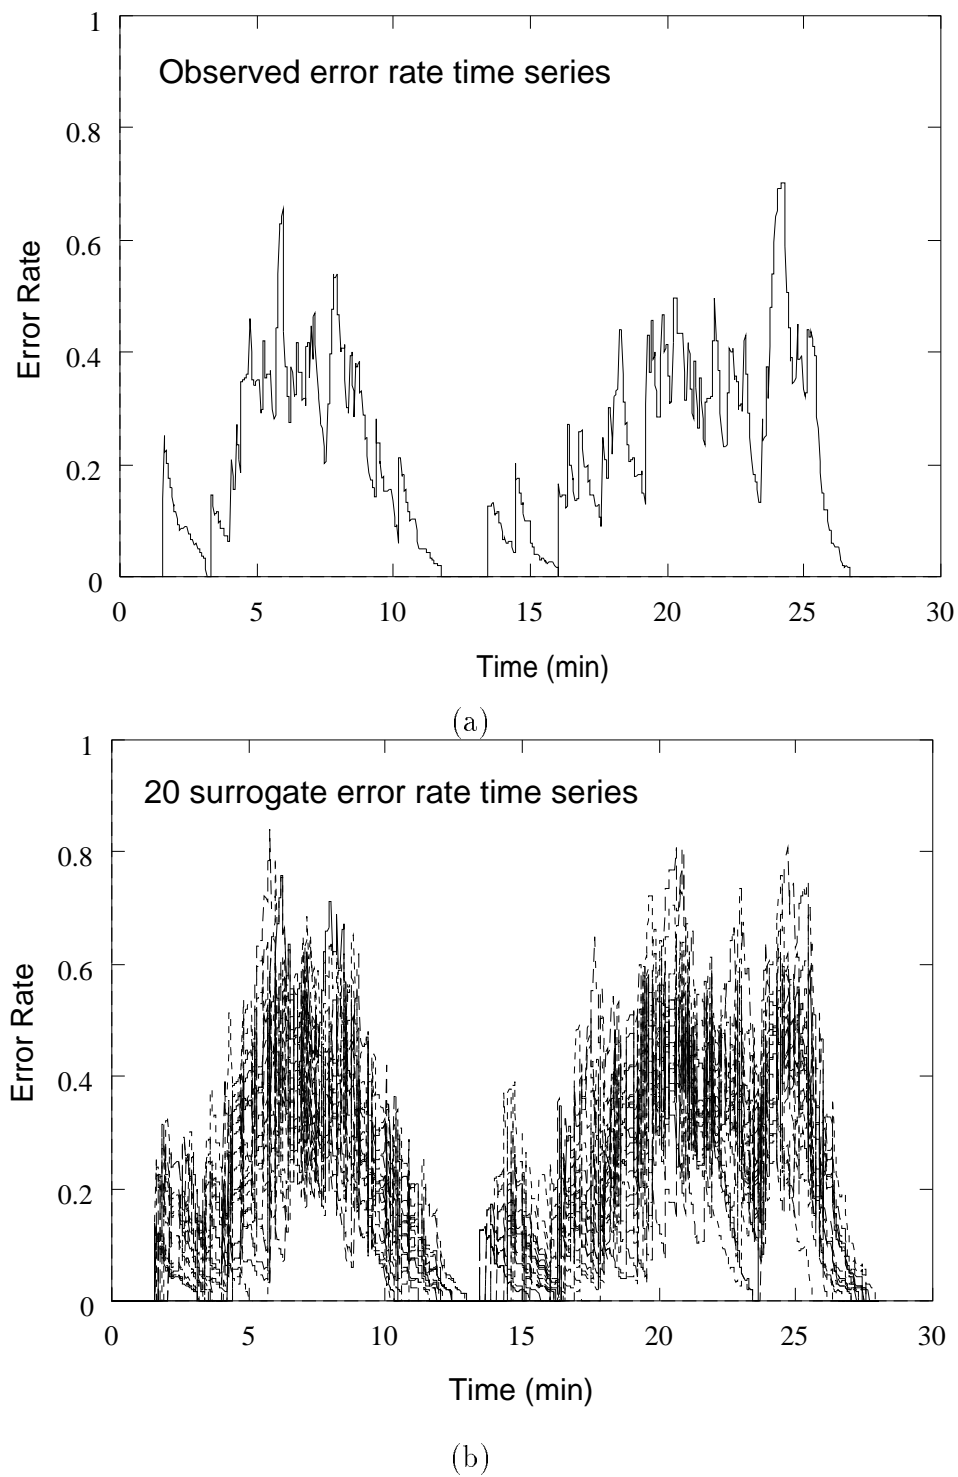 1
Observed error rate time series
0.8
0.6
0.4
0.2
0
Error Rate
0 5 10 15 20 25 30
Time (min)
(a)
1
20 surrogate error rate time series
0.8
0.6
0.4
0.2
0
Error Rate
0 5 10 15 20 25 30
Time (min)
(b)